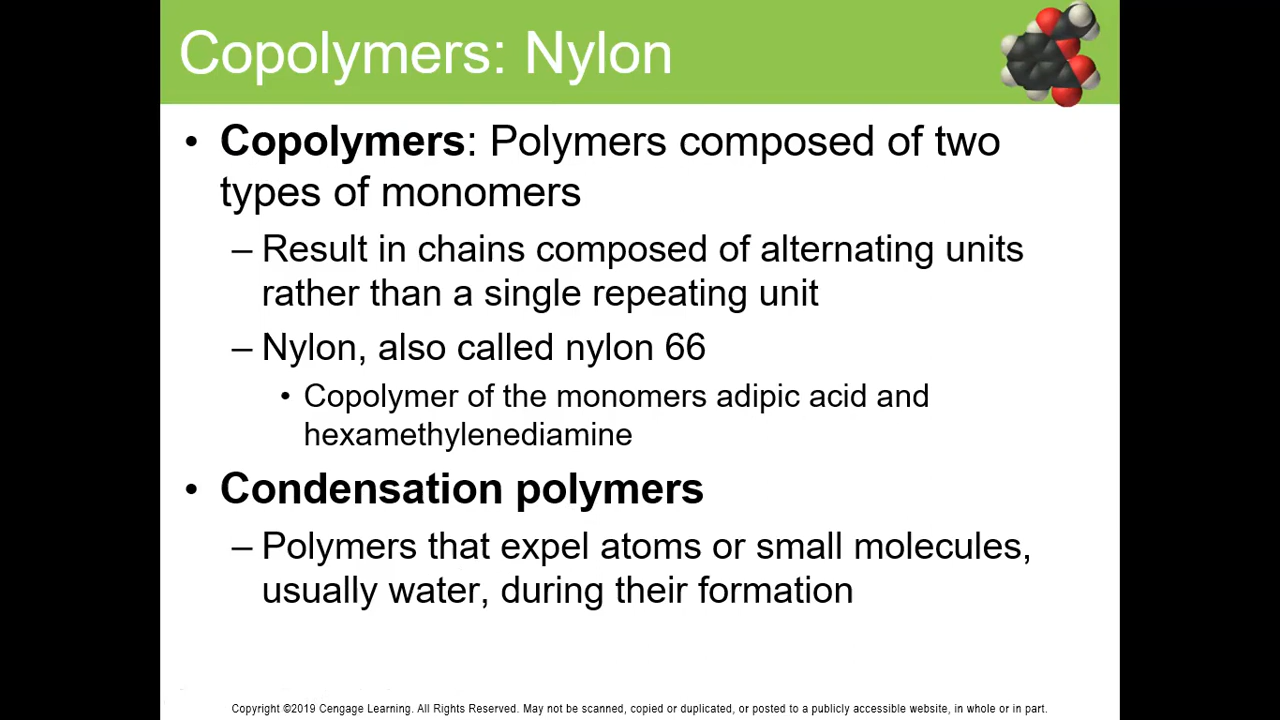 Copolymers: Nylon
• Copolymers: Polymers composed of two
types of monomers
– Result in chains composed of alternating units
rather than a single repeating unit
– Nylon, also called nylon 66
• Copolymer of the monomers adipic acid and
hexamethylenediamine
• Condensation polymers
– Polymers that expel atoms or small molecules,
usually water, during their formation
Copyright ©2019 Cengage Learning. All Rights Reserved. May not be scanned, copied or duplicated, or posted to a publicly accessible website, in whole or in part.